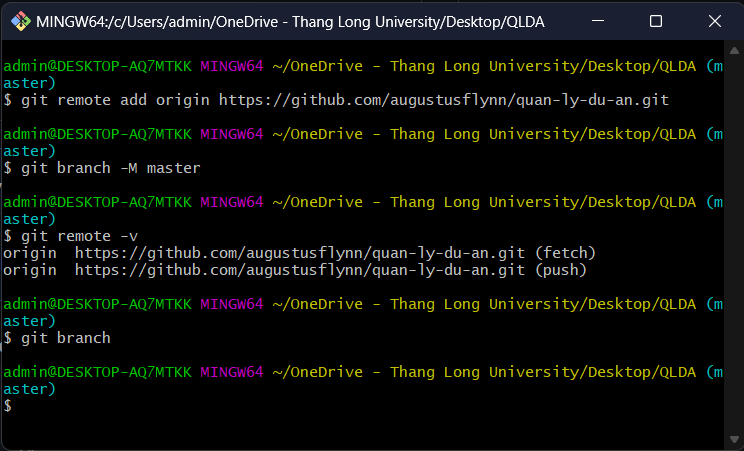 MINGW64:/c/Users/admin/OneDrive - Thang Long University/Desktop/QLDA
admin@DESKTOP-AQ7MTKK MINGW64 ~/OneDrive - Thang Long University/Desktop/QLDA (m
aster)
$ git remote add origin https://github.com/augustusflynn/quan-ly-du-an.git
admin@DESKTOP-AQ7MTKK MINGW64 ~/OneDrive - Thang Long University/Desktop/QLDA (m
aster)
$ git branch -M master
admin@DESKTOP-AQ7MTKK MINGW64 ~/OneDrive - Thang Long University/Desktop/QLDA (m
aster)
$ git remote -v
origin  https://github.com/augustusflynn/quan-ly-du-an.git (fetch)
origin  https://github.com/augustusflynn/quan-ly-du-an.git (push)
admin@DESKTOP-AQ7MTKK MINGW64 ~/OneDrive - Thang Long University/Desktop/QLDA (m
aster)
$ git branch
admin@DESKTOP-AQ7MTKK MINGW64 ~/OneDrive - Thang Long University/Desktop/QLDA (m
aster)
$